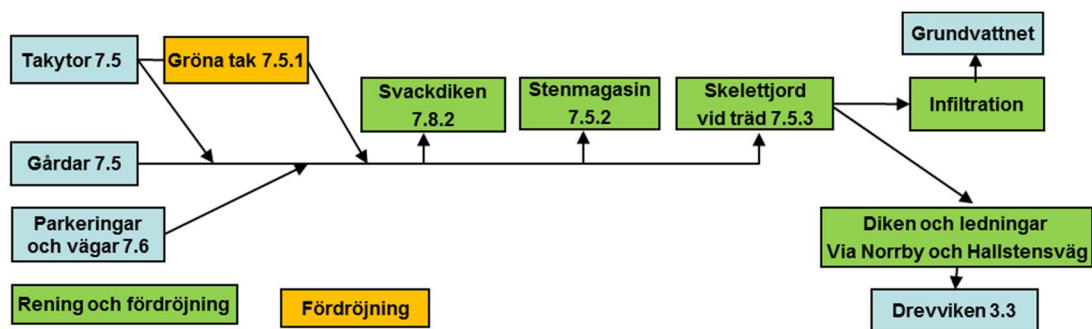 Takytor 7.5
Gröna tak 7.5.1
Svackdiken
7.8.2
Stenmagasin
7.5.2
Skelettjord
vid träd 7.5.3
Grundvattnet
Infiltration
Gårdar 7.5
Parkeringar
och vägar 7.6
Diken och ledningar
Via Norrby och Hallstensväg
Rening och fördröjning
Fördröjning
Drevviken 3.3